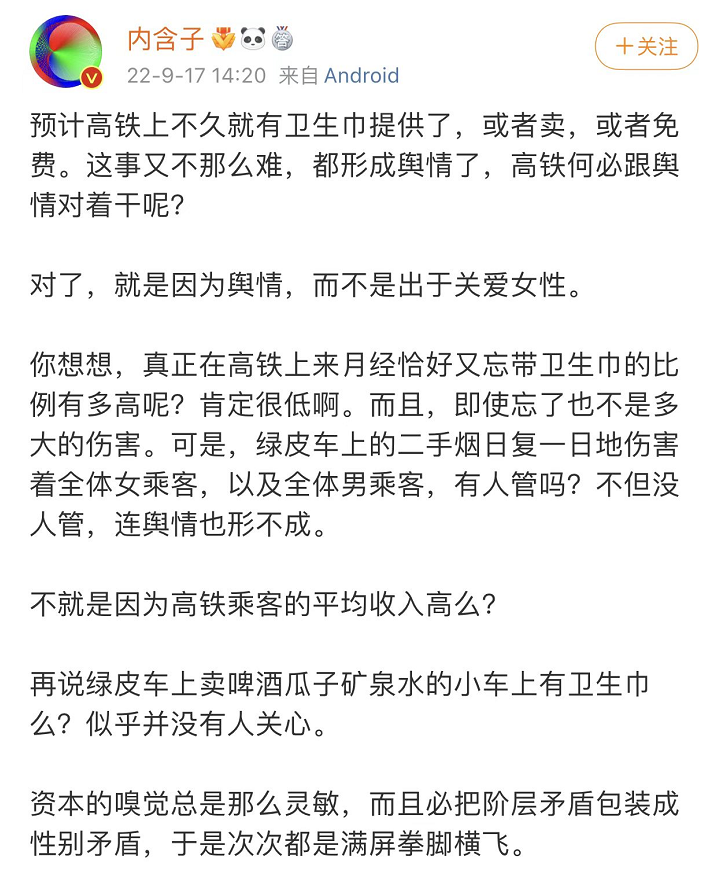 内含子
22-9-17 14:20 来自 Android
+关注
预计高铁上不久就有卫生巾提供了，或者卖，或者免
费。这事又不那么难，都形成舆情了，高铁何必跟舆
情对着干呢？
对了，就是因为舆情，而不是出于关爱女性。
你想想，真正在高铁上来月经恰好又忘带卫生巾的比
例有多高呢？肯定很低啊。而且，即使忘了也不是多
大的伤害。可是，绿皮车上的二手烟日复一日地伤害
着全体女乘客，以及全体男乘客，有人管吗？不但没
人管，连舆情也形不成。
不就是因为高铁乘客的平均收入高么？
再说绿皮车上卖啤酒瓜子矿泉水的小车上有卫生巾
么？似乎并没有人关心。
资本的嗅觉总是那么灵敏，而且必把阶层矛盾包装成
性别矛盾，于是次次都是满屏拳脚横飞。